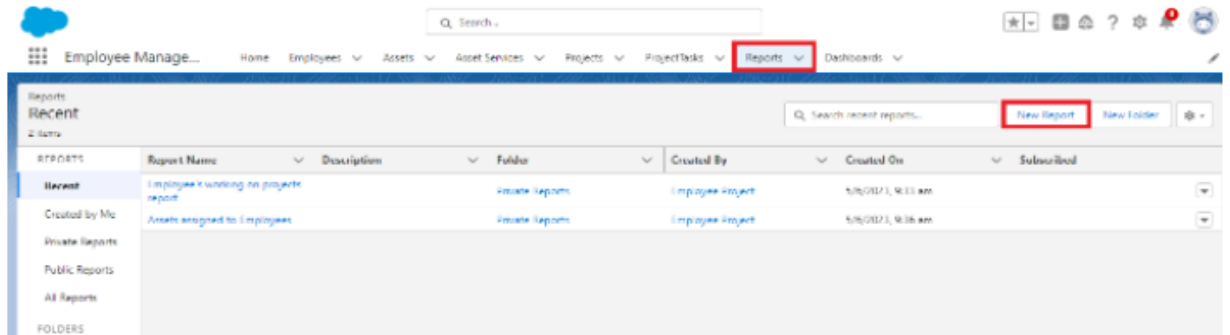 Search...
Employee Manage... Home Employees Assets Asset Services Projects ProjectTasks Reports Dashboards
Reports
Recent
2 items
Search recent reports...
New Report New Folder
REPORTS Report Name Description Folder Created By Created On Subscribed
Recent
Employee's working on projects report
Private Reports Employee Project
Created by Me
Assets assigned to Employees Private Reports Employee Project
Private Reports
Public Reports
All Reports
FOLDERS